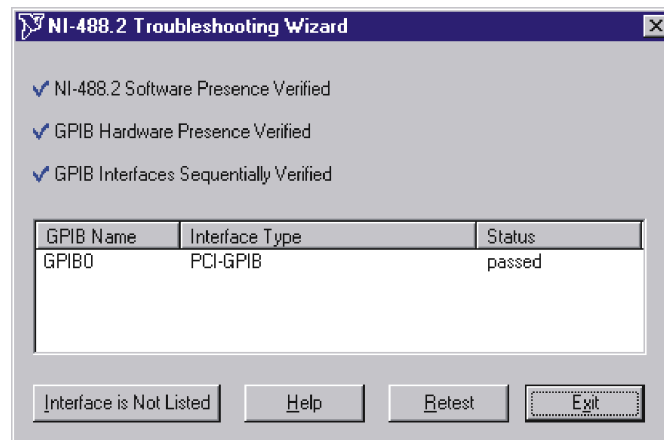 NI-488.2 Troubleshooting Wizard
NI-488.2 Software Presence Verified
GPIB Hardware Presence Verified
GPIB Interfaces Sequentially Verified
GPIB Name Interface Type Status
GPIB0 PCI-GPIB passed
Interface is Not Listed Help Retest Exit